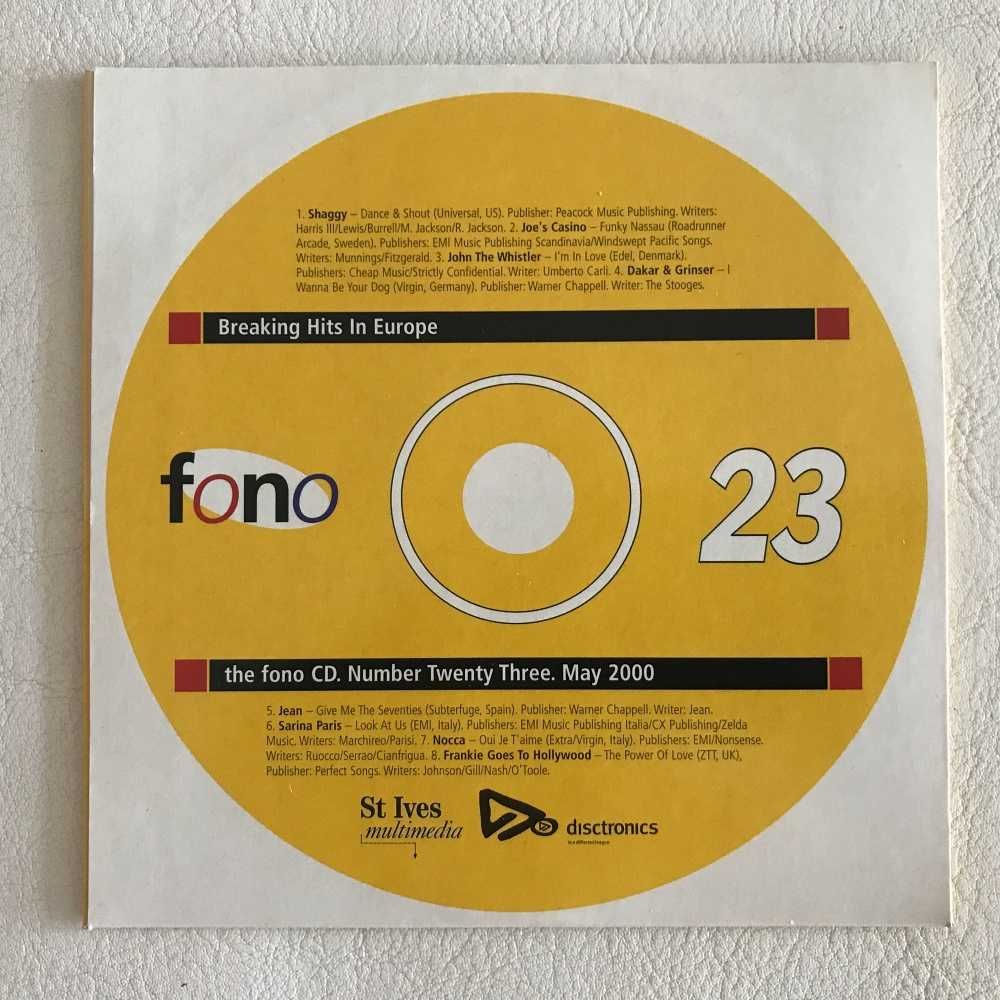 1. Shaggy – Dance & Shout (Universal, US). Publisher: Peacock Music Publishing. Writers:
Harris III/Lewis/Burrell/M. Jackson/R. Jackson. 2. Joe's Casino – Funky Nassau (Roadrunner
Arcade, Sweden). Publishers: EMI Music Publishing Scandinavia/Windswept Pacific Songs.
Writers: Munnings/Fitzgerald. 3. John The Whistler – I'm In Love (Edel, Denmark).
Publishers: Cheap Music/Strictly Confidential. Writer: Umberto Carli. 4. Dakar & Grinser – I
Wanna Be Your Dog (Virgin, Germany). Publisher: Warner Chappell. Writer: The Stooges.
Breaking Hits In Europe
fono
23
the fono CD. Number Twenty Three. May 2000
5. Jean – Give Me The Seventies (Subterfuge, Spain). Publisher: Warner Chappell. Writer: Jean.
6. Sarina Paris – Look At Us (EMI, Italy). Publishers: EMI Music Publishing Italia/CX Publishing/Zelda
Music. Writers: Marchireo/Parisi. 7. Nocca – Oui Je T'aime (Extra/Virgin, Italy). Publishers: EMI/Nonsense.
Writers: Ruocco/Serrao/Cianfrugua. 8. Frankie Goes To Hollywood – The Power Of Love (ZTT, UK),
Publisher: Perfect Songs. Writers: Johnson/Gill/Nash/O'Toole.
St Ives
multimedia
disctronics